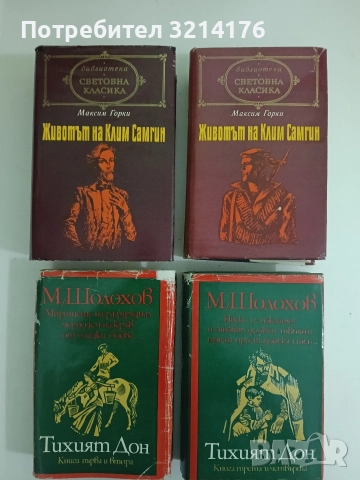 Потребител 3214176
библиотека
СВЕТОВНА
КЛАСИКА
Максим Горки
Животът на Клим Самгин
библиотека
СВЕТОВНА
КЛАСИКА
Максим Горки
Животът на Клим Самгин
М. Шолохов
Тихият Дон
Книга първа и втора
М. Шолохов
Тихият Дон
Книга трета и четвърта
bazar